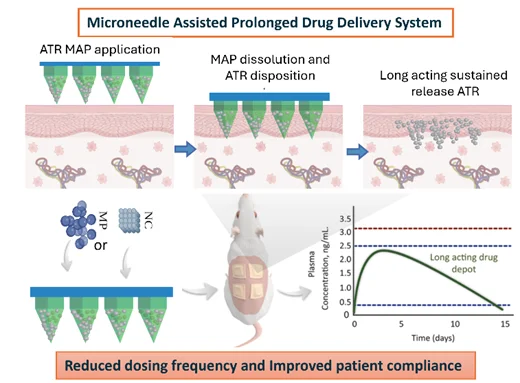 Microneedle Assisted Prolonged Drug Delivery System
ATR MAP application
MAP dissolution and
ATR disposition
Long acting sustained
release ATR
MP
or
NC
Plasma
Concentration, ng/mL.
3.5
3.0
2.5
2.0
1.5
1.0
0.5
0
Long acting drug
depot
0 5 10 15
Time (days)
Reduced dosing frequency and Improved patient compliance